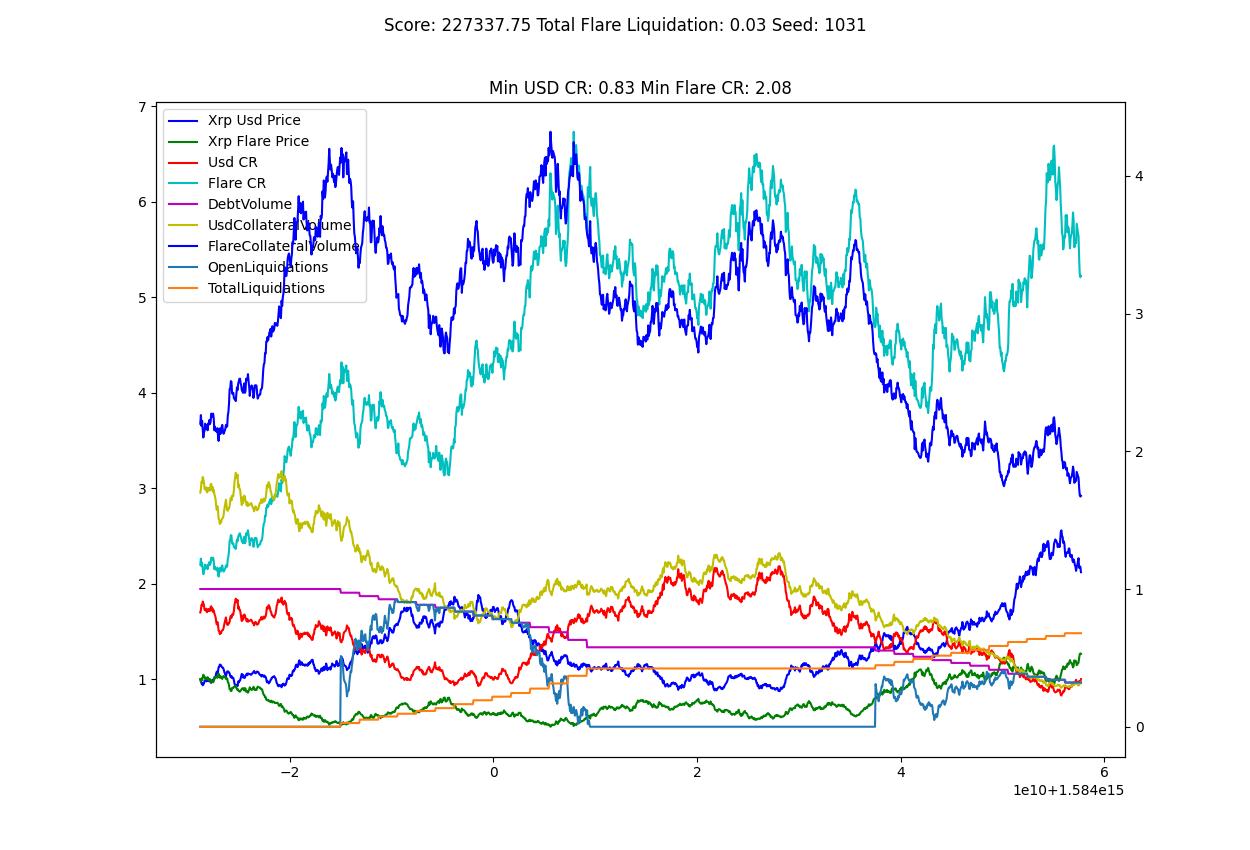 Score: 227337.75 Total Flare Liquidation: 0.03 Seed: 1031
Min USD CR: 0.83 Min Flare CR: 2.08
Xrp Usd Price
Xrp Flare Price
Usd CR
Flare CR
DebtVolume
UsdCollateralVolume
FlareCollateralVolume
OpenLiquidations
TotalLiquidations
7
6
5
4
3
2
1
4
3
2
1
0
−2
0
2
4
6
1e10+1.584e15